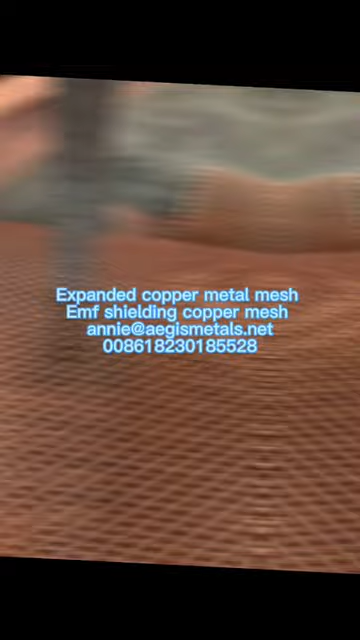 Expanded copper metal mesh
Emf shielding copper mesh
annie@aegismetals.net
008618230185528